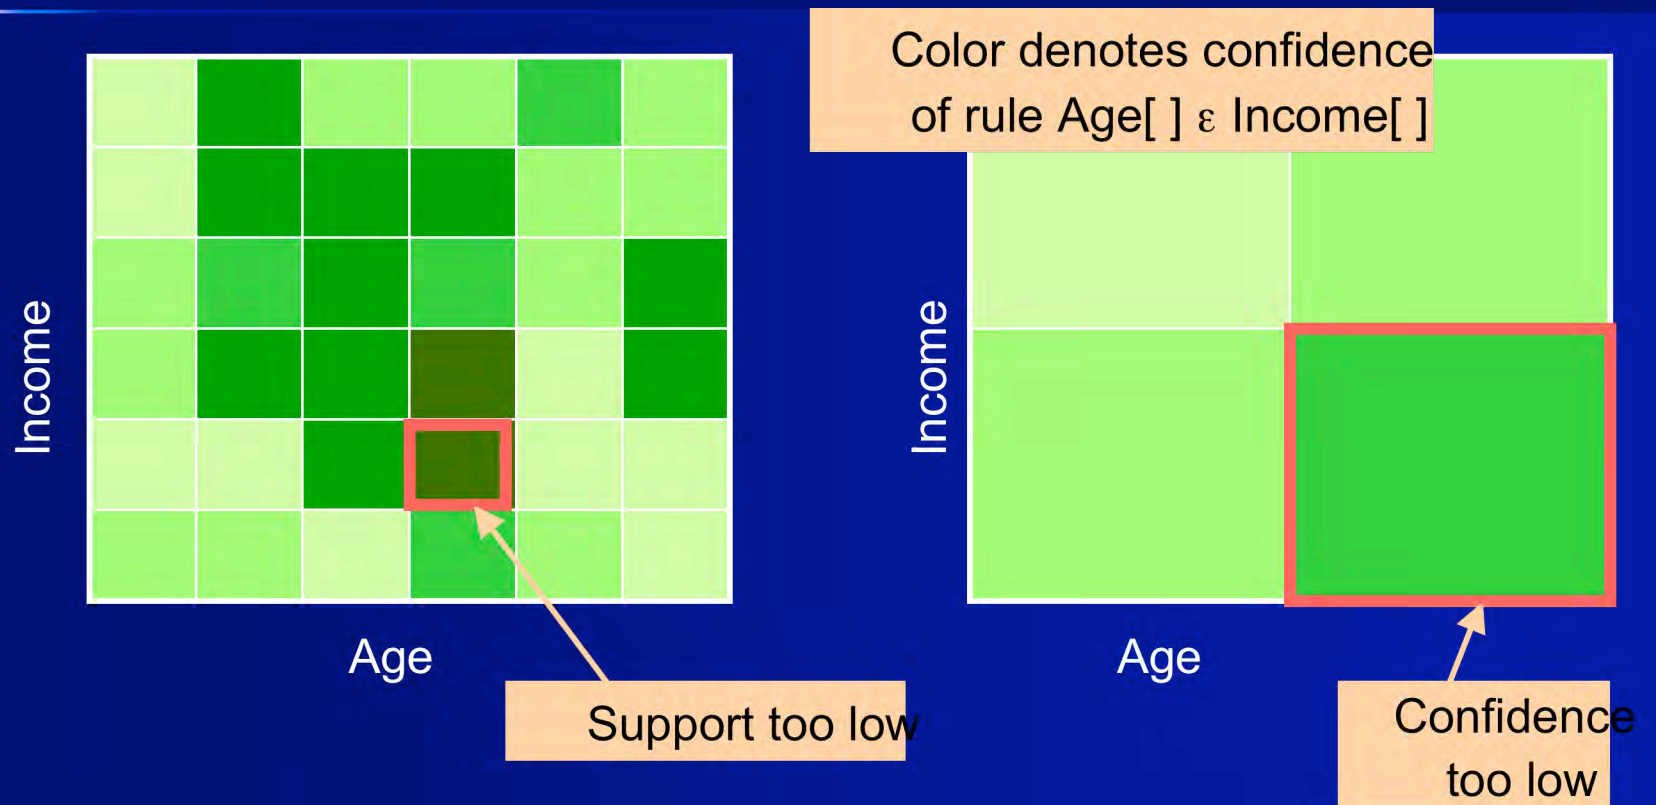 Color denotes confidence
of rule Age[ ] ε Income[ ]
Income
Age
Support too low
Income
Age
Confidence
too low